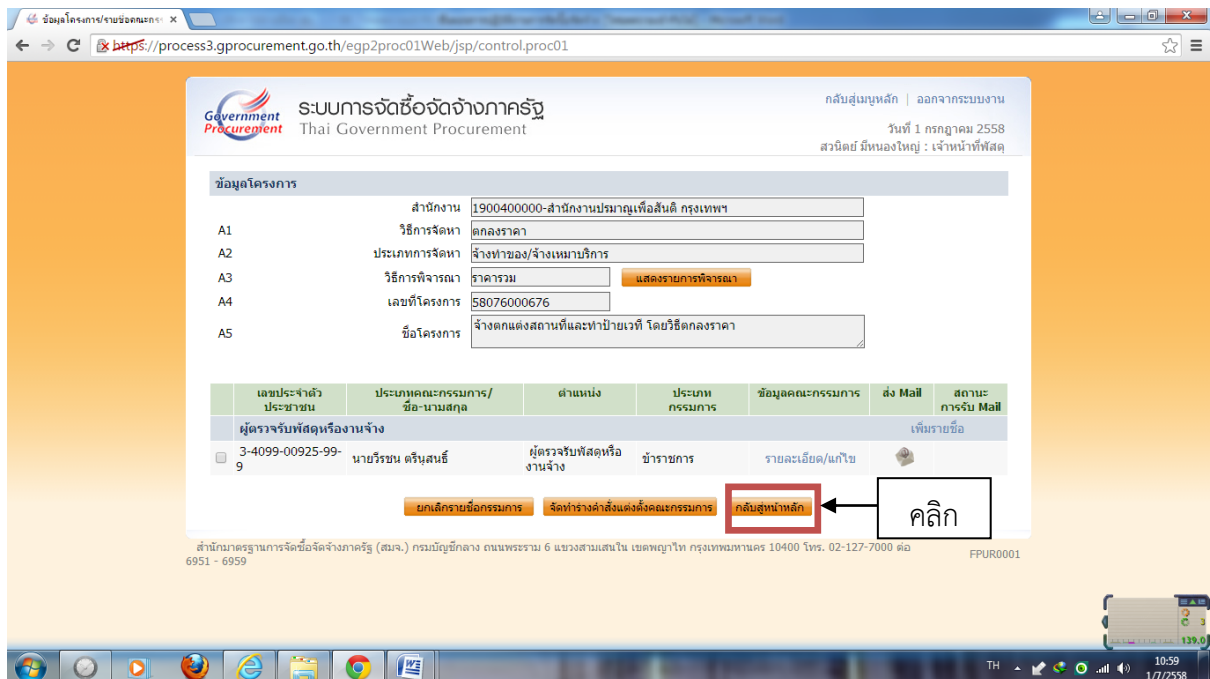 ข้อมูลโครงการ/รายชื่อคณะกร
https://process3.gprocurement.go.th/egp2proc01Web/jsp/control.proc01
Government
Procurement
ระบบการจัดซื้อจัดจ้างภาครัฐ
Thai Government Procurement
กลับสู่เมนูหลัก | ออกจากระบบงาน
วันที่ 1 กรกฎาคม 2558
สวนิตย์ มีหนองใหญ่ : เจ้าหน้าที่พัสดุ
ข้อมูลโครงการ
สำนักงาน 1900400000-สำนักงานปรมาณูเพื่อสันติ กรุงเทพฯ
A1 วิธีการจัดหา ตกลงราคา
A2 ประเภทการจัดหา จ้างทำของ/จ้างเหมาบริการ
A3 วิธีการพิจารณา ราคารวม แสดงรายการพิจารณา
A4 เลขที่โครงการ 58076000676
A5 ชื่อโครงการ จ้างตกแต่งสถานที่และทำป้ายเวที โดยวิธีตกลงราคา
เลขประจำตัว ประเภทคณะกรรมการ/ ตำแหน่ง ประเภท ข้อมูลคณะกรรมการ ส่ง Mail สถานะ
ประชาชน ชื่อ-นามสกุล กรรมการ การรับ Mail
ผู้ตรวจรับพัสดุหรืองานจ้าง เพิ่มรายชื่อ
3-4099-00925-99- นายวิรชน ตรีนุสนธิ์ ผู้ตรวจรับพัสดุหรือ ข้าราชการ รายละเอียด/แก้ไข
9 งานจ้าง
ยกเลิกรายชื่อกรรมการ จัดทำร่างคำสั่งแต่งตั้งคณะกรรมการ กลับสู่หน้าหลัก
คลิก
สำนักมาตรฐานการจัดซื้อจัดจ้างภาครัฐ (สมจ.) กรมบัญชีกลาง ถนนพระราม 6 แขวงสามเสนใน เขตพญาไท กรุงเทพมหานคร 10400 โทร. 02-127-7000 ต่อ
6951 - 6959
FPUR0001
139.0
TH
10:59
1/7/2558